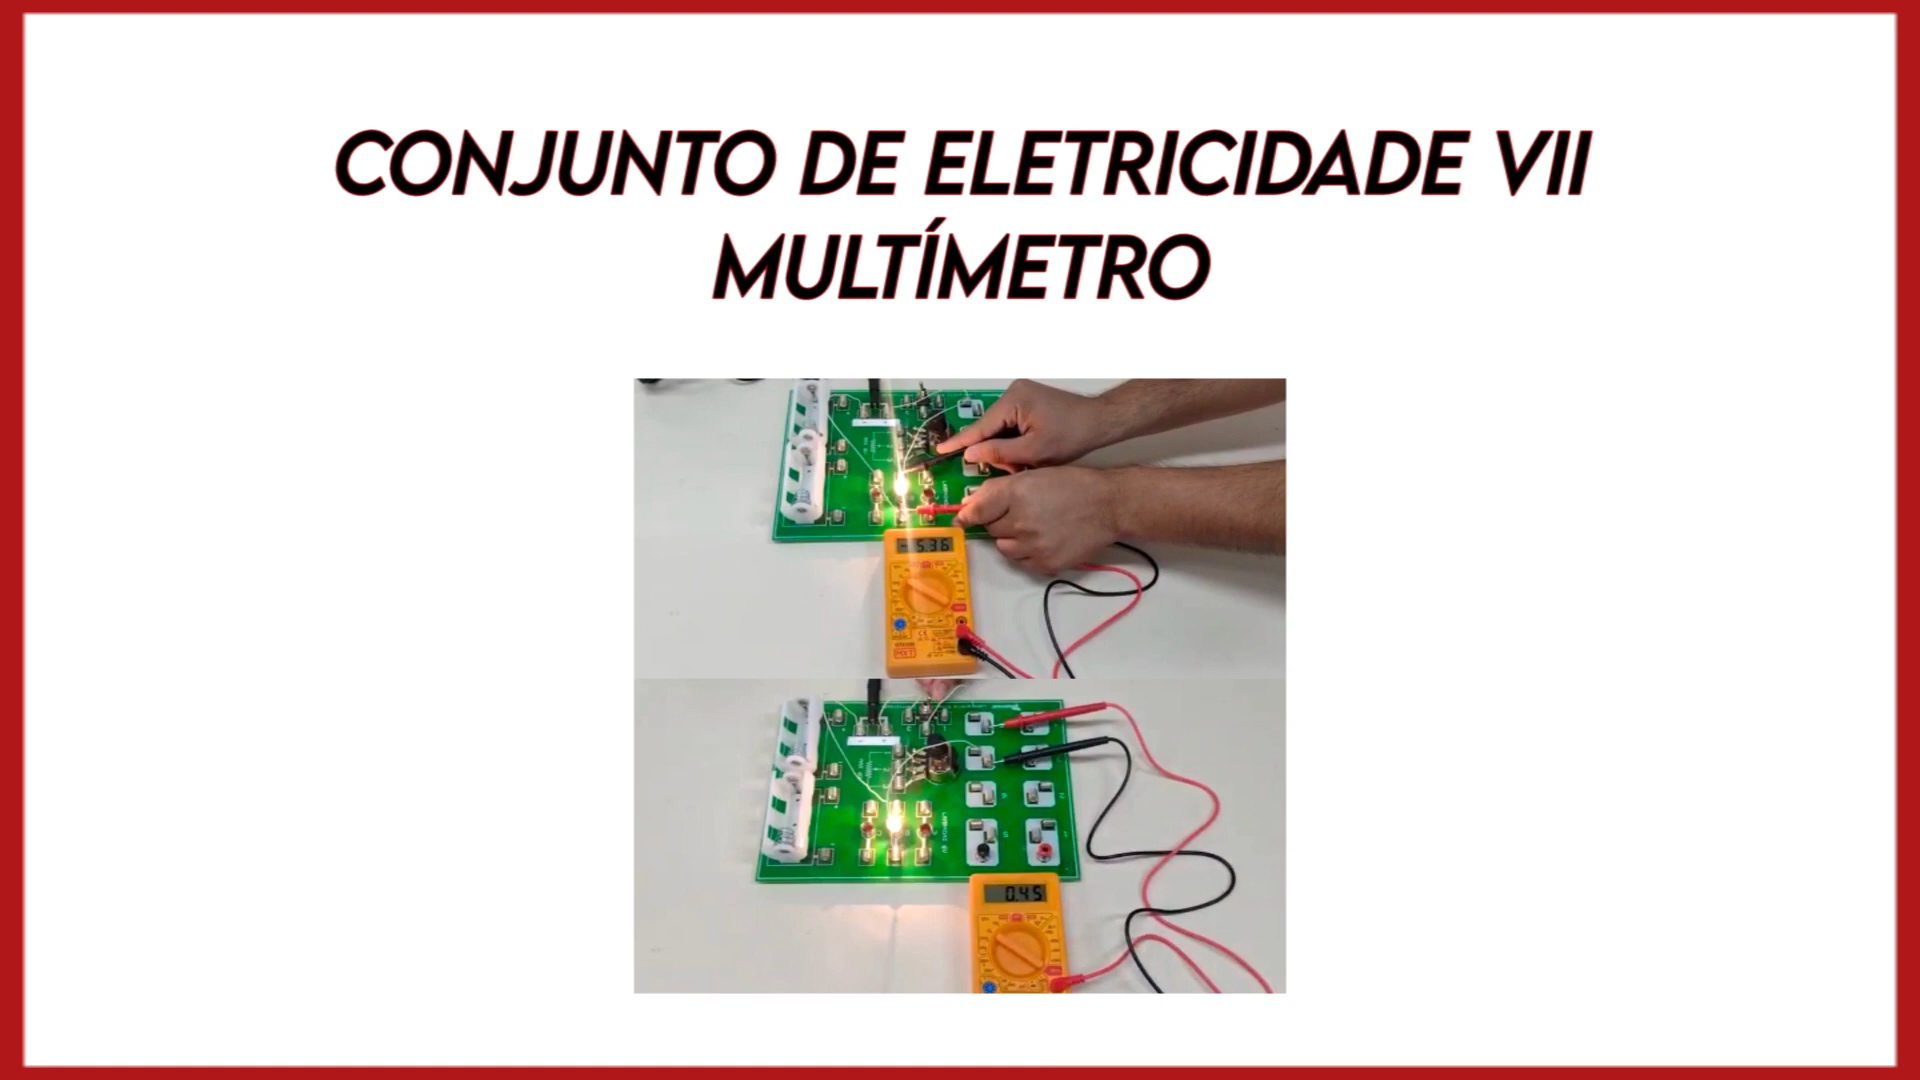 CONJUNTO DE ELETRICIDADE VII
MULTÍMETRO
5.36
0.45